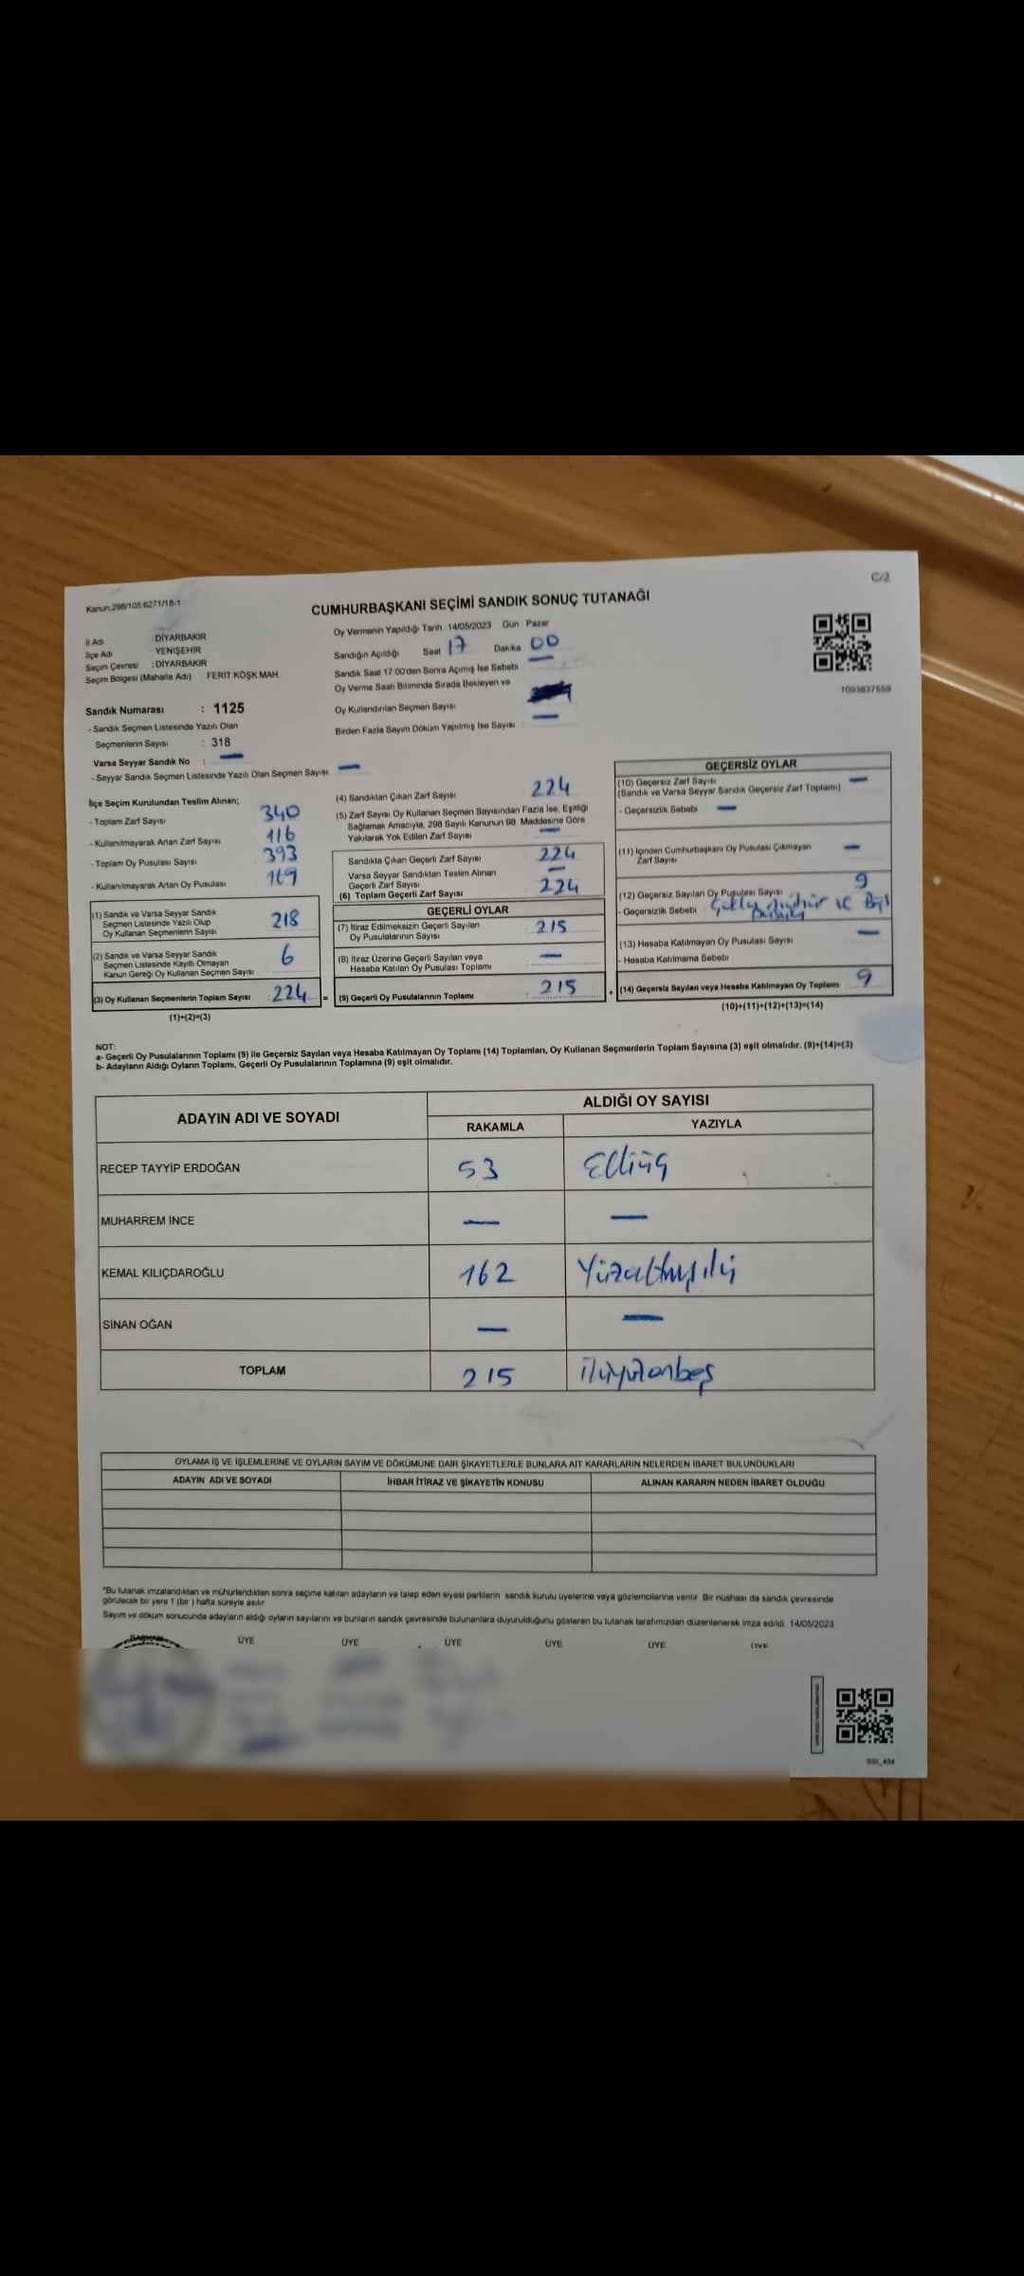 C/2
Kanun:298/105,6271/18-1
CUMHURBAŞKANI SEÇİMİ SANDIK SONUÇ TUTANAĞI
İl Adı DİYARBAKIR
İlçe Adı YENİŞEHİR
Seçim Çevresi : DİYARBAKIR
Seçim Bölgesi (Mahalle Adı) FERİT KÖŞK MAH.
Sandık Numarası : 1125
- Sandık Seçmen Listesinde Yazılı Olan
Seçmenlerin Sayısı : 318
Varsa Seyyar Sandık No : —
- Seyyar Sandık Seçmen Listesinde Yazılı Olan Seçmen Sayısı —
Oy Vermenin Yapıldığı Tarih 14/05/2023 Gün Pazar
Sandığın Açıldığı Saat 17 Dakika 00
Sandık Saat 17.00'den Sonra Açılmış İse Sebebi —
Oy Verme Saati Bitiminde Sırada Bekleyen ve
Oy Kullandırılan Seçmen Sayısı
Birden Fazla Sayım Döküm Yapılmış İse Sayısı —
1093837559
İlçe Seçim Kurulundan Teslim Alınan;
- Toplam Zarf Sayısı 340
- Kullanılmayarak Artan Zarf Sayısı 116
- Toplam Oy Pusulası Sayısı 393
- Kullanılmayarak Artan Oy Pusulası 169
(1) Sandık ve Varsa Seyyar Sandık
Seçmen Listesinde Yazılı Olup
Oy Kullanan Seçmenlerin Sayısı 218
(2) Sandık ve Varsa Seyyar Sandık
Seçmen Listesinde Kayıtlı Olmayan
Kanun Gereği Oy Kullanan Seçmen Sayısı 6
(3) Oy Kullanan Seçmenlerin Toplam Sayısı 224 =
(1)+(2)=(3)
(4) Sandıktan Çıkan Zarf Sayısı 224
(5) Zarf Sayısı Oy Kullanan Seçmen Sayısından Fazla İse, Eşitliği
Sağlamak Amacıyla, 298 Sayılı Kanunun 98. Maddesine Göre
Yakılarak Yok Edilen Zarf Sayısı —
Sandıkta Çıkan Geçerli Zarf Sayısı 224
Varsa Seyyar Sandıktan Teslim Alınan
Geçerli Zarf Sayısı —
(6) Toplam Geçerli Zarf Sayısı 224
GEÇERLİ OYLAR
(7) İtiraz Edilmeksizin Geçerli Sayılan
Oy Pusulalarının Sayısı 215
(8) İtiraz Üzerine Geçerli Sayılan veya
Hesaba Katılan Oy Pusulası Toplamı —
(9) Geçerli Oy Pusulalarının Toplamı 215 +
GEÇERSİZ OYLAR
(10) Geçersiz Zarf Sayısı —
(Sandık ve Varsa Seyyar Sandık Geçersiz Zarf Toplamı)
- Geçersizlik Sebebi —
(11) İçinden Cumhurbaşkanı Oy Pusulası Çıkmayan
Zarf Sayısı —
(12) Geçersiz Sayılan Oy Pusulası Sayısı 9
- Geçersizlik Sebebi
(13) Hesaba Katılmayan Oy Pusulası Sayısı —
- Hesaba Katılmama Sebebi
(14) Geçersiz Sayılan veya Hesaba Katılmayan Oy Toplamı 9
(10)+(11)+(12)+(13)=(14)
NOT:
a- Geçerli Oy Pusulalarının Toplamı (9) ile Geçersiz Sayılan veya Hesaba Katılmayan Oy Toplamı (14) Toplamları, Oy Kullanan Seçmenlerin Toplam Sayısına (3) eşit olmalıdır. (9)+(14)=(3)
b- Adayların Aldığı Oyların Toplamı, Geçerli Oy Pusulalarının Toplamına (9) eşit olmalıdır.
ADAYIN ADI VE SOYADI ALDIĞI OY SAYISI
RAKAMLA YAZIYLA
RECEP TAYYİP ERDOĞAN 53 Elliüç
MUHARREM İNCE — —
KEMAL KILIÇDAROĞLU 162 Yüzaltmışiki
SİNAN OĞAN — —
TOPLAM 215 ikiyüzonbeş
OYLAMA İŞ VE İŞLEMLERİNE VE OYLARIN SAYIM VE DÖKÜMÜNE DAİR ŞİKAYETLERLE BUNLARA AİT KARARLARIN NELERDEN İBARET BULUNDUKLARI
ADAYIN ADI VE SOYADI İHBAR İTİRAZ VE ŞİKAYETİN KONUSU ALINAN KARARIN NEDEN İBARET OLDUĞU
*Bu tutanak imzalandıktan ve mühürlendikten sonra seçime katılan adayların ve talep eden siyasi partilerin sandık kurulu üyelerine veya gözlemcilerine verilir. Bir nüshası da sandık çevresinde
görülecek bir yere 1 (bir) hafta süreyle asılır.
Sayım ve döküm sonucunda adayların aldığı oyların sayılarını ve bunların sandık çevresinde bulunanlara duyurulduğunu gösteren bu tutanak tarafımızdan düzenlenerek imza edildi. 14/05/2023
ÜYE ÜYE ÜYE ÜYE ÜYE ÜYE